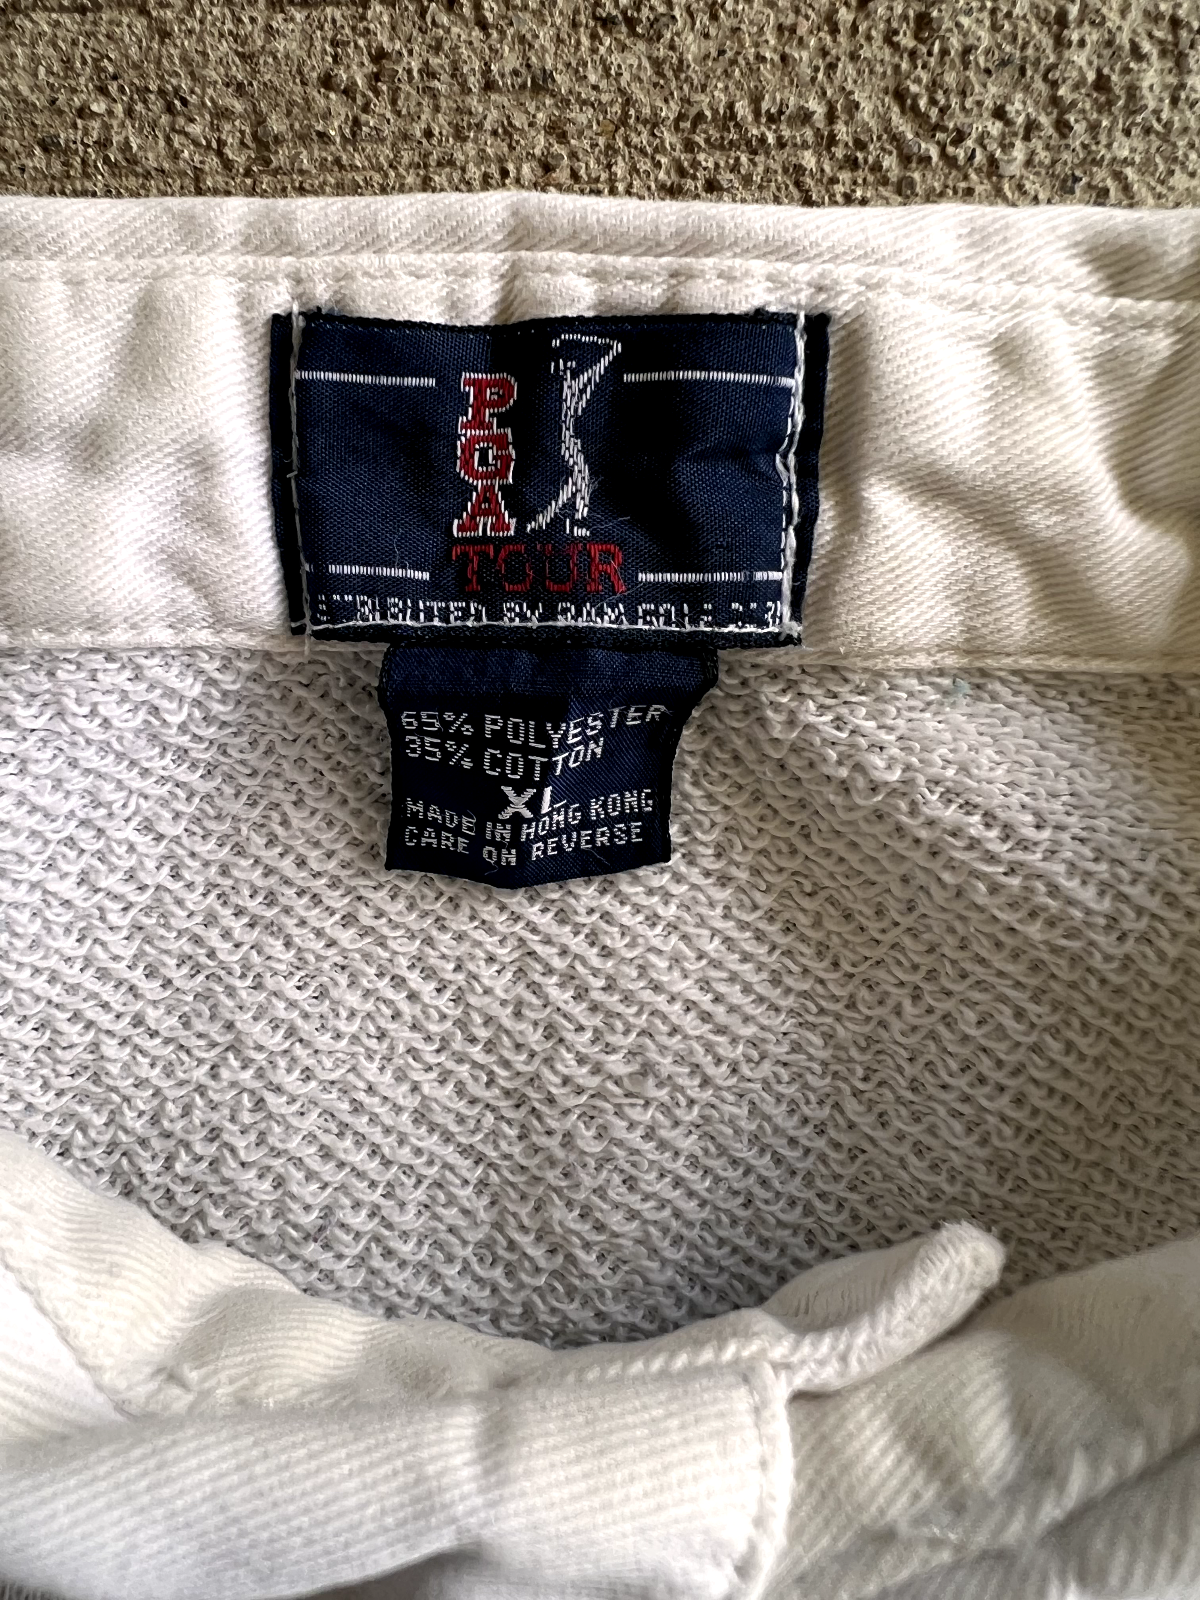 PGA
TOUR
65% POLYESTER
35% COTTON
XL
MADE IN HONG KONG
CARE ON REVERSE